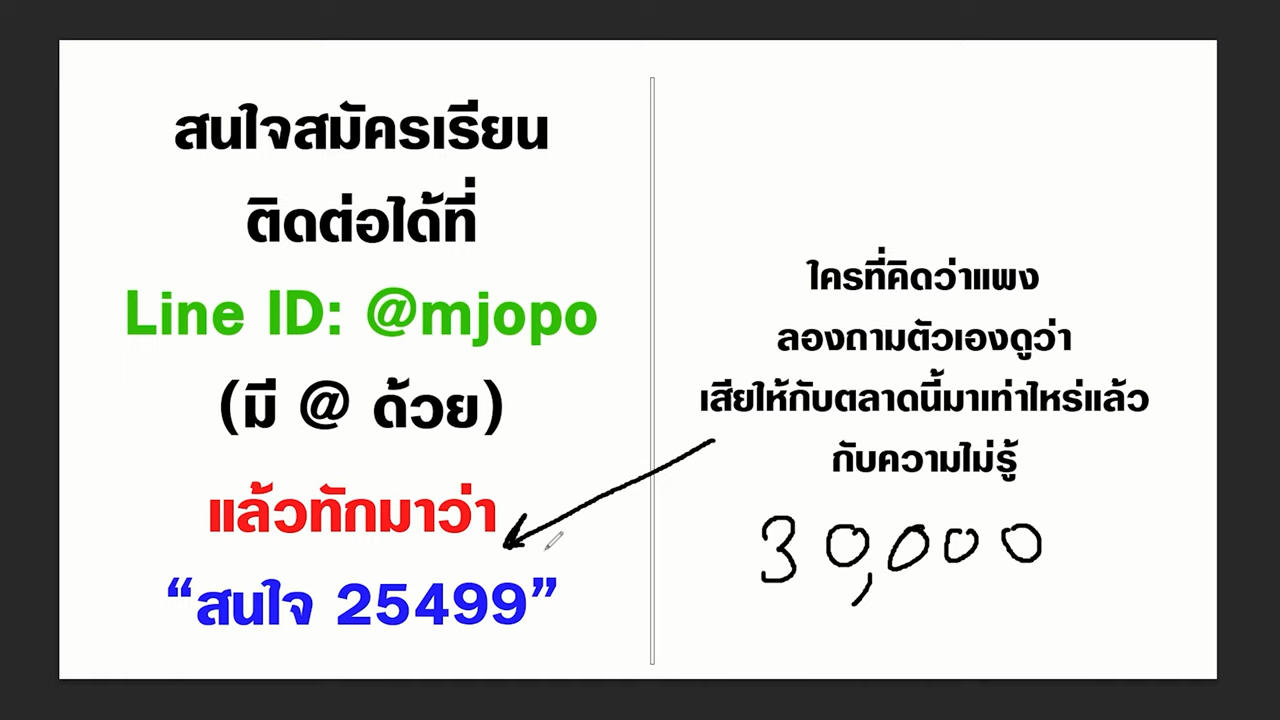 สนใจสมัครเรียน
ติดต่อได้ที่
Line ID: @mjopo
(มี @ ด้วย)
แล้วทักมาว่า
“สนใจ 25499”
ใครที่คิดว่าแพง
ลองถามตัวเองดูว่า
เสียให้กับตลาดนี้มาเท่าไหร่แล้ว
กับความไม่รู้
30,000